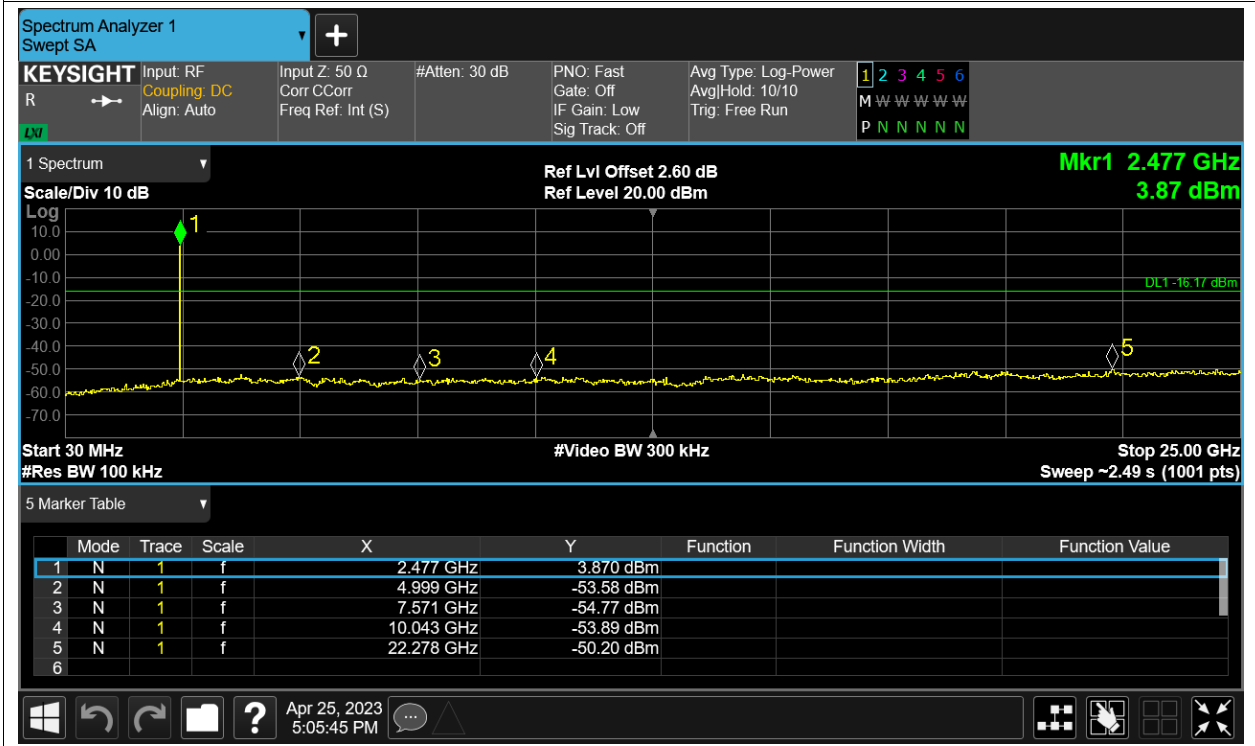 Spectrum Analyzer 1
Swept SA
+
KEYSIGHT
R
LXI
Input: RF
Coupling: DC
Align: Auto
Input Z: 50 Ω
Corr CCorr
Freq Ref: Int (S)
#Atten: 30 dB
PNO: Fast
Gate: Off
IF Gain: Low
Sig Track: Off
Avg Type: Log-Power
Avg|Hold: 10/10
Trig: Free Run
1 2 3 4 5 6
M W W W W W
P N N N N N
1 Spectrum
Scale/Div 10 dB
Ref Lvl Offset 2.60 dB
Ref Level 20.00 dBm
Mkr1 2.477 GHz
3.87 dBm
Log
10.0
0.00
-10.0
-20.0
-30.0
-40.0
-50.0
-60.0
-70.0
1
2
3
4
5
DL1 -16.17 dBm
Start 30 MHz
#Res BW 100 kHz
#Video BW 300 kHz
Stop 25.00 GHz
Sweep ~2.49 s (1001 pts)
5 Marker Table
Mode Trace Scale X Y Function Function Width Function Value
1 N 1 f 2.477 GHz 3.870 dBm
2 N 1 f 4.999 GHz -53.58 dBm
3 N 1 f 7.571 GHz -54.77 dBm
4 N 1 f 10.043 GHz -53.89 dBm
5 N 1 f 22.278 GHz -50.20 dBm
6
?
Apr 25, 2023
5:05:45 PM